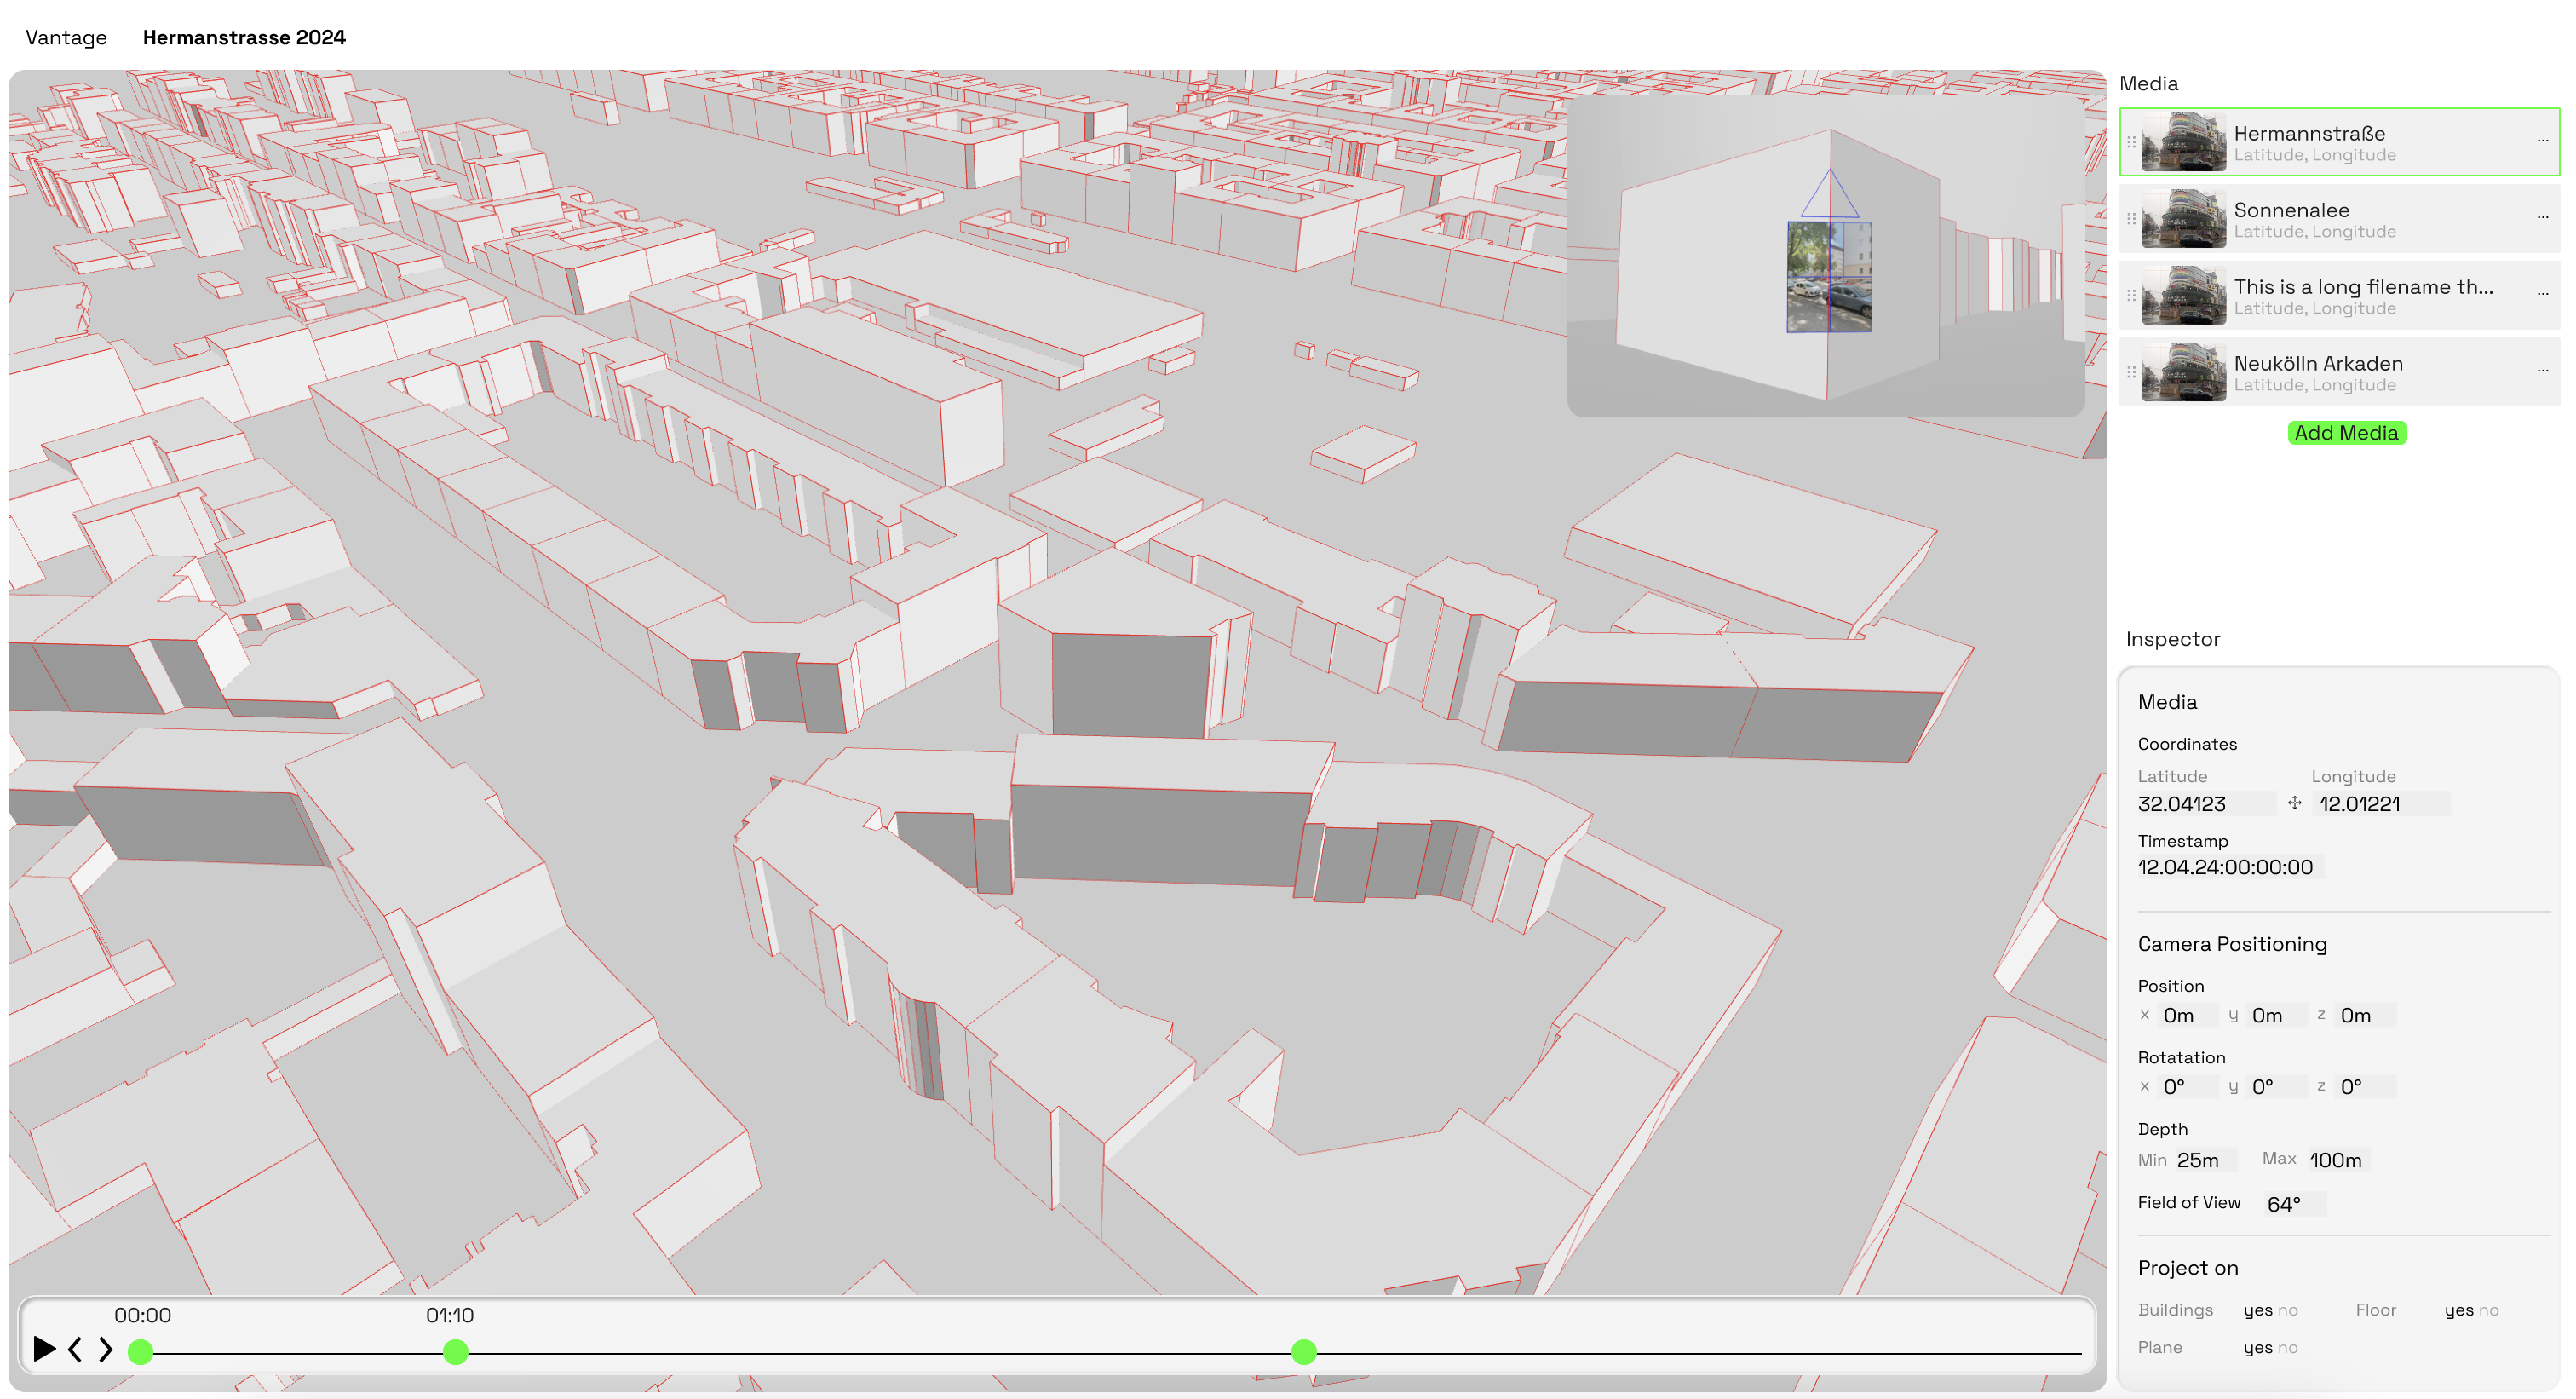 Vantage Hermanstrasse 2024
Media
Hermannstraße
Latitude, Longitude
...
Sonnenalee
Latitude, Longitude
...
This is a long filename th...
Latitude, Longitude
...
Neukölln Arkaden
Latitude, Longitude
...
Add Media
Inspector
Media
Coordinates
Latitude Longitude
32.04123 12.01221
Timestamp
12.04.24:00:00:00
Camera Positioning
Position
x 0m y 0m z 0m
Rotatation
x 0° y 0° z 0°
Depth
Min 25m Max 100m
Field of View 64°
Project on
Buildings yes no Floor yes no
Plane yes no
00:00 01:10